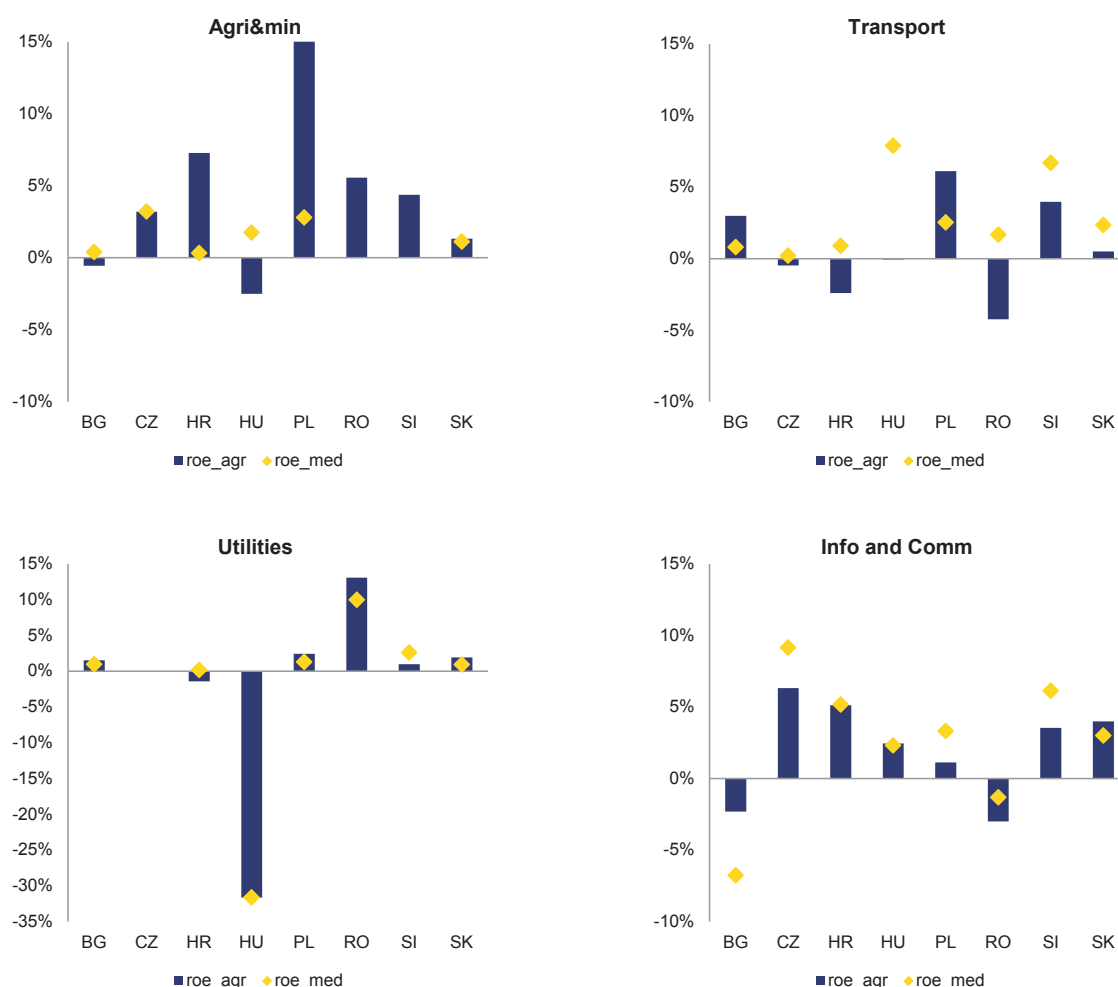 Agri&min
15%
10%
5%
0%
-5%
-10%
BG CZ HR HU PL RO SI SK
roe_agr roe_med
Transport
15%
10%
5%
0%
-5%
-10%
BG CZ HR HU PL RO SI SK
roe_agr roe_med
Utilities
15%
10%
5%
0%
-5%
-10%
-15%
-20%
-25%
-30%
-35%
BG CZ HR HU PL RO SI SK
roe_agr roe_med
Info and Comm
15%
10%
5%
0%
-5%
-10%
BG CZ HR HU PL RO SI SK
roe_agr roe_med